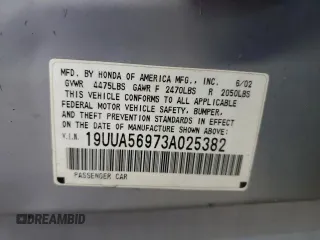 MFD. BY HONDA OF AMERICA MFG., INC. 6/02
GVWR 4475LBS GAWR F 2470LBS R 2050LBS
THIS VEHICLE CONFORMS TO ALL APPLICABLE
FEDERAL MOTOR VEHICLE SAFETY, BUMPER, AND
THEFT PREVENTION STANDARDS IN EFFECT ON THE
DATE OF MANUFACTURE SHOWN ABOVE.
V.I.N. 19UUA56973A025382
PASSENGER CAR
© DREAMBID.COM